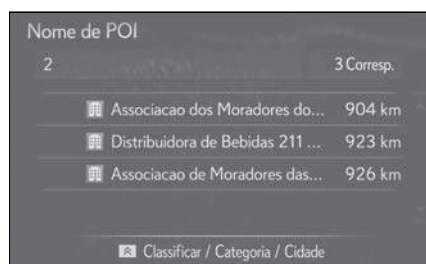 Nome de POI
2 3 Corresp.
Associacao dos Moradores do... 904 km
Distribuidora de Bebidas 211 ... 923 km
Associacao de Moradores das... 926 km
Classificar / Categoria / Cidade